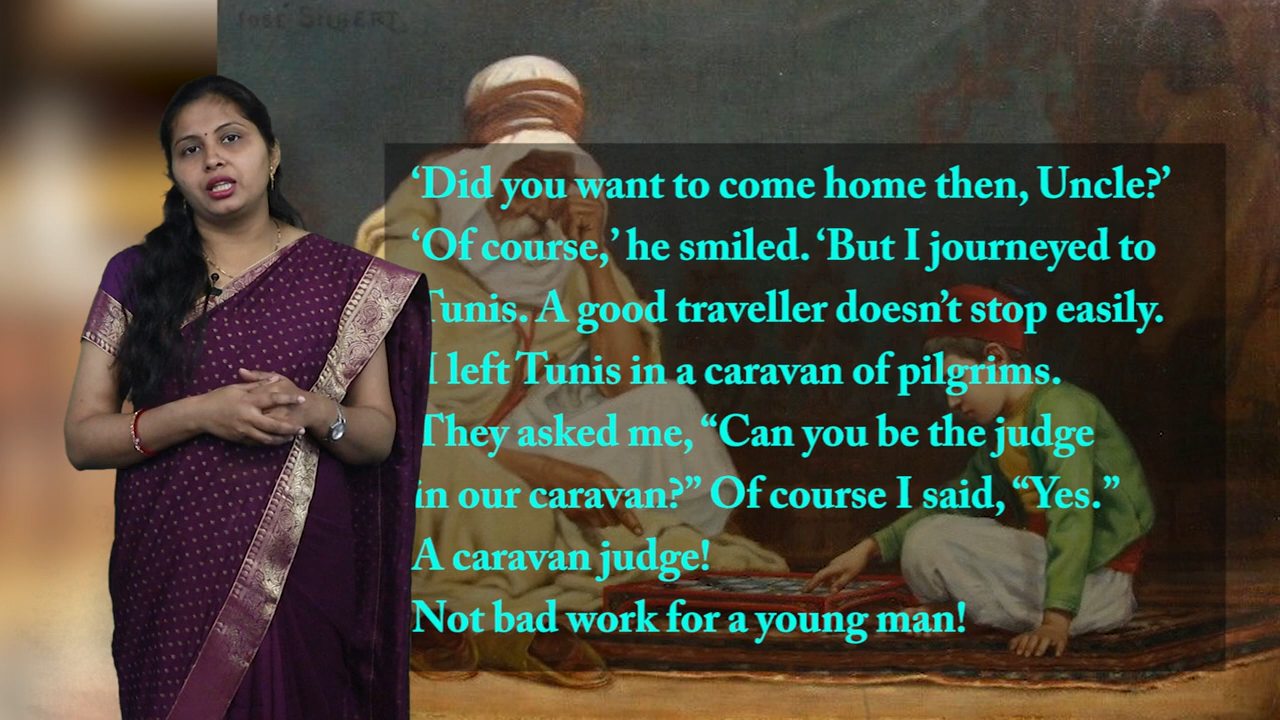 José SILBERT
‘Did you want to come home then, Uncle?’
‘Of course,’ he smiled. ‘But I journeyed to
Tunis. A good traveller doesn’t stop easily.
I left Tunis in a caravan of pilgrims.
They asked me, “Can you be the judge
in our caravan?” Of course I said, “Yes.”
A caravan judge!
Not bad work for a young man!